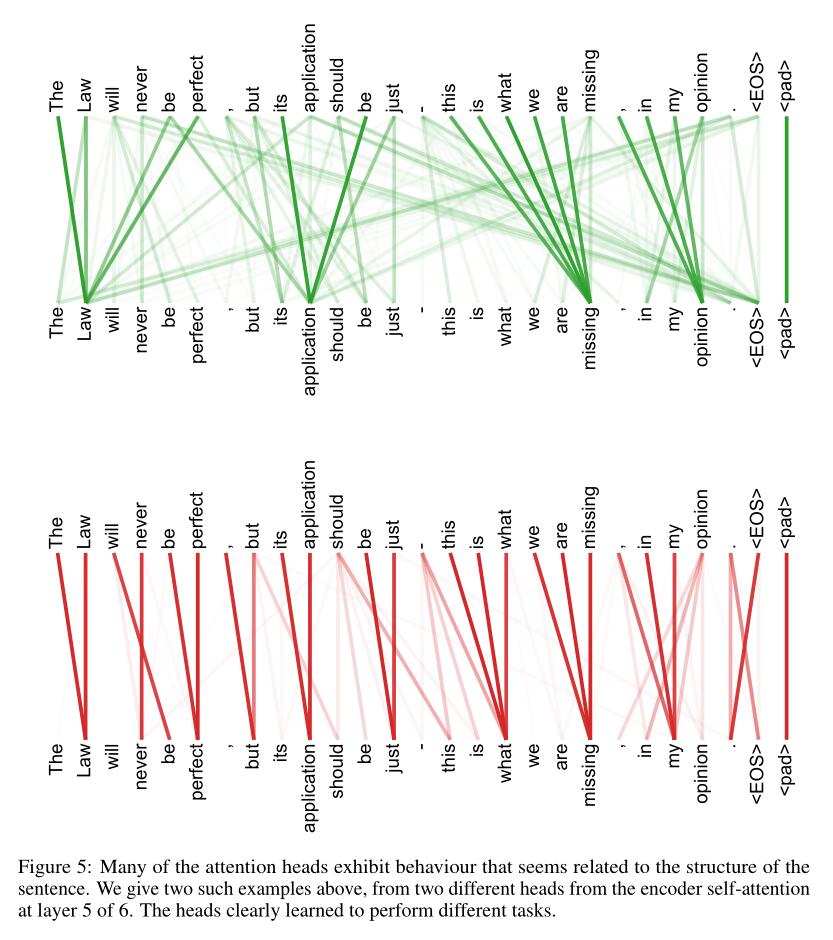 The Law will never be perfect , but its application should be just - this is what we are missing , in my opinion . <EOS> <pad>
The Law will never be perfect , but its application should be just - this is what we are missing , in my opinion . <EOS> <pad>
The Law will never be perfect , but its application should be just - this is what we are missing , in my opinion . <EOS> <pad>
The Law will never be perfect , but its application should be just - this is what we are missing , in my opinion . <EOS> <pad>
Figure 5: Many of the attention heads exhibit behaviour that seems related to the structure of the
sentence. We give two such examples above, from two different heads from the encoder self-attention
at layer 5 of 6. The heads clearly learned to perform different tasks.